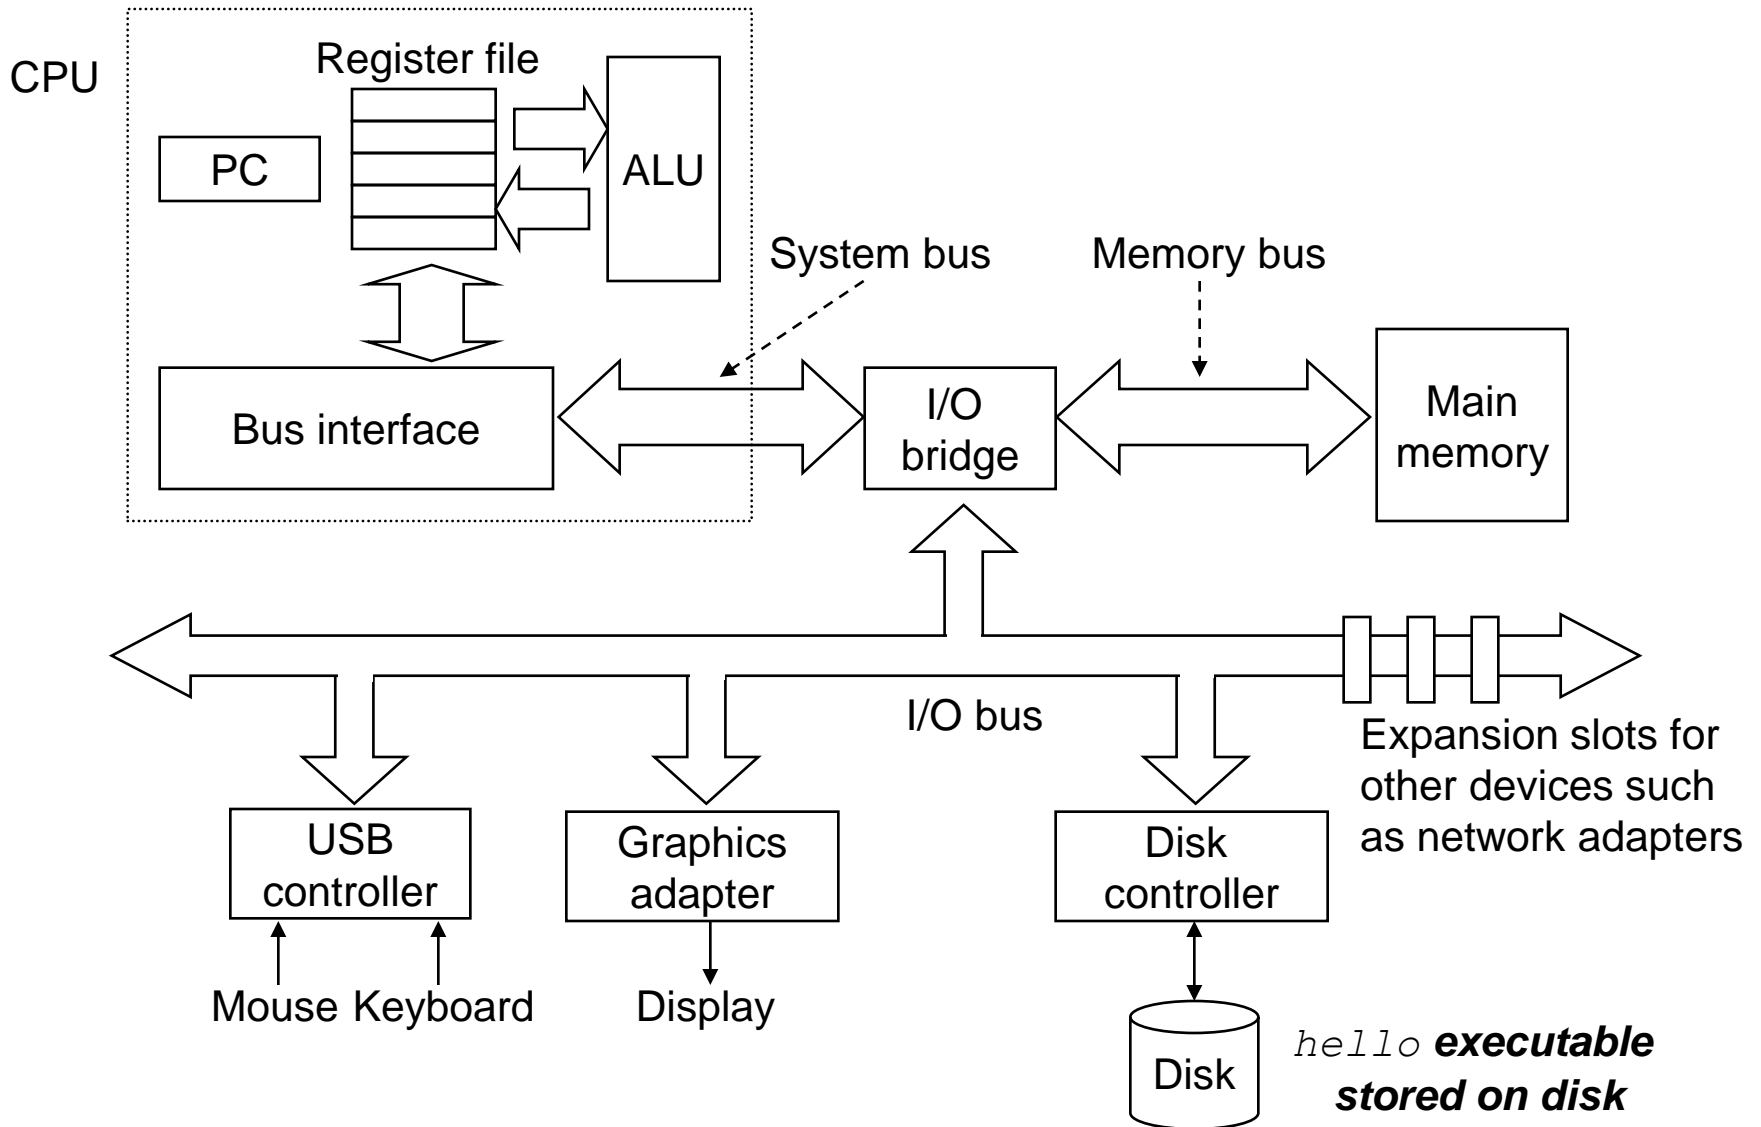 CPU
Register file
PC
ALU
System bus
Memory bus
Bus interface
I/O
bridge
Main
memory
I/O bus
Expansion slots for
other devices such
as network adapters
USB
controller
Graphics
adapter
Disk
controller
Mouse
Keyboard
Display
Disk
hello executable
stored on disk